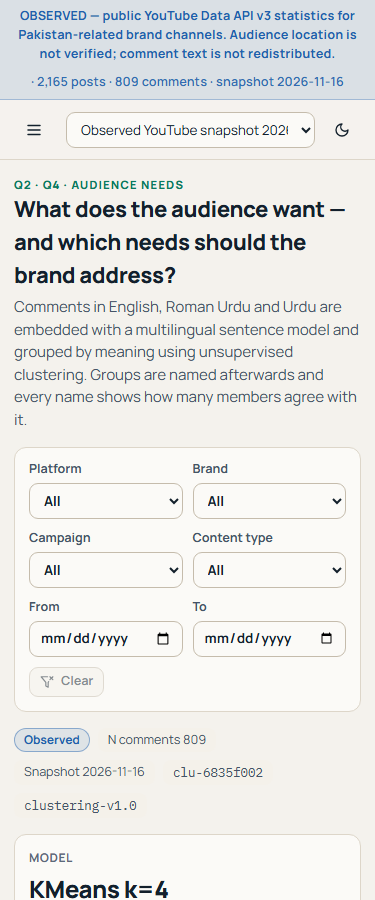 OBSERVED — public YouTube Data API v3 statistics for
Pakistan-related brand channels. Audience location is
not verified; comment text is not redistributed.
· 2,165 posts · 809 comments · snapshot 2026-11-16
Observed YouTube snapshot 2026
Q2 · Q4 · AUDIENCE NEEDS
What does the audience want —
and which needs should the
brand address?
Comments in English, Roman Urdu and Urdu are
embedded with a multilingual sentence model and
grouped by meaning using unsupervised
clustering. Groups are named afterwards and
every name shows how many members agree with
it.
Platform Brand
All All
Campaign Content type
All All
From To
mm/dd/yyyy mm/dd/yyyy
Clear
Observed N comments 809
Snapshot 2026-11-16 clu-6835f002
clustering-v1.0
MODEL
KMeans k=4